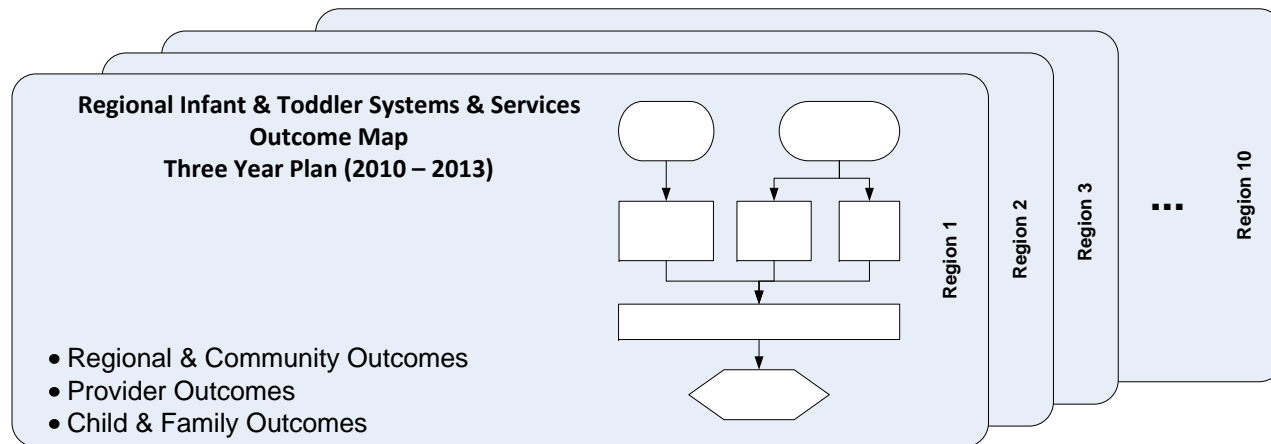 Regional Infant & Toddler Systems & Services
Outcome Map
Three Year Plan (2010 – 2013)
• Regional & Community Outcomes
• Provider Outcomes
• Child & Family Outcomes
Region 1
Region 2
Region 3
...
Region 10